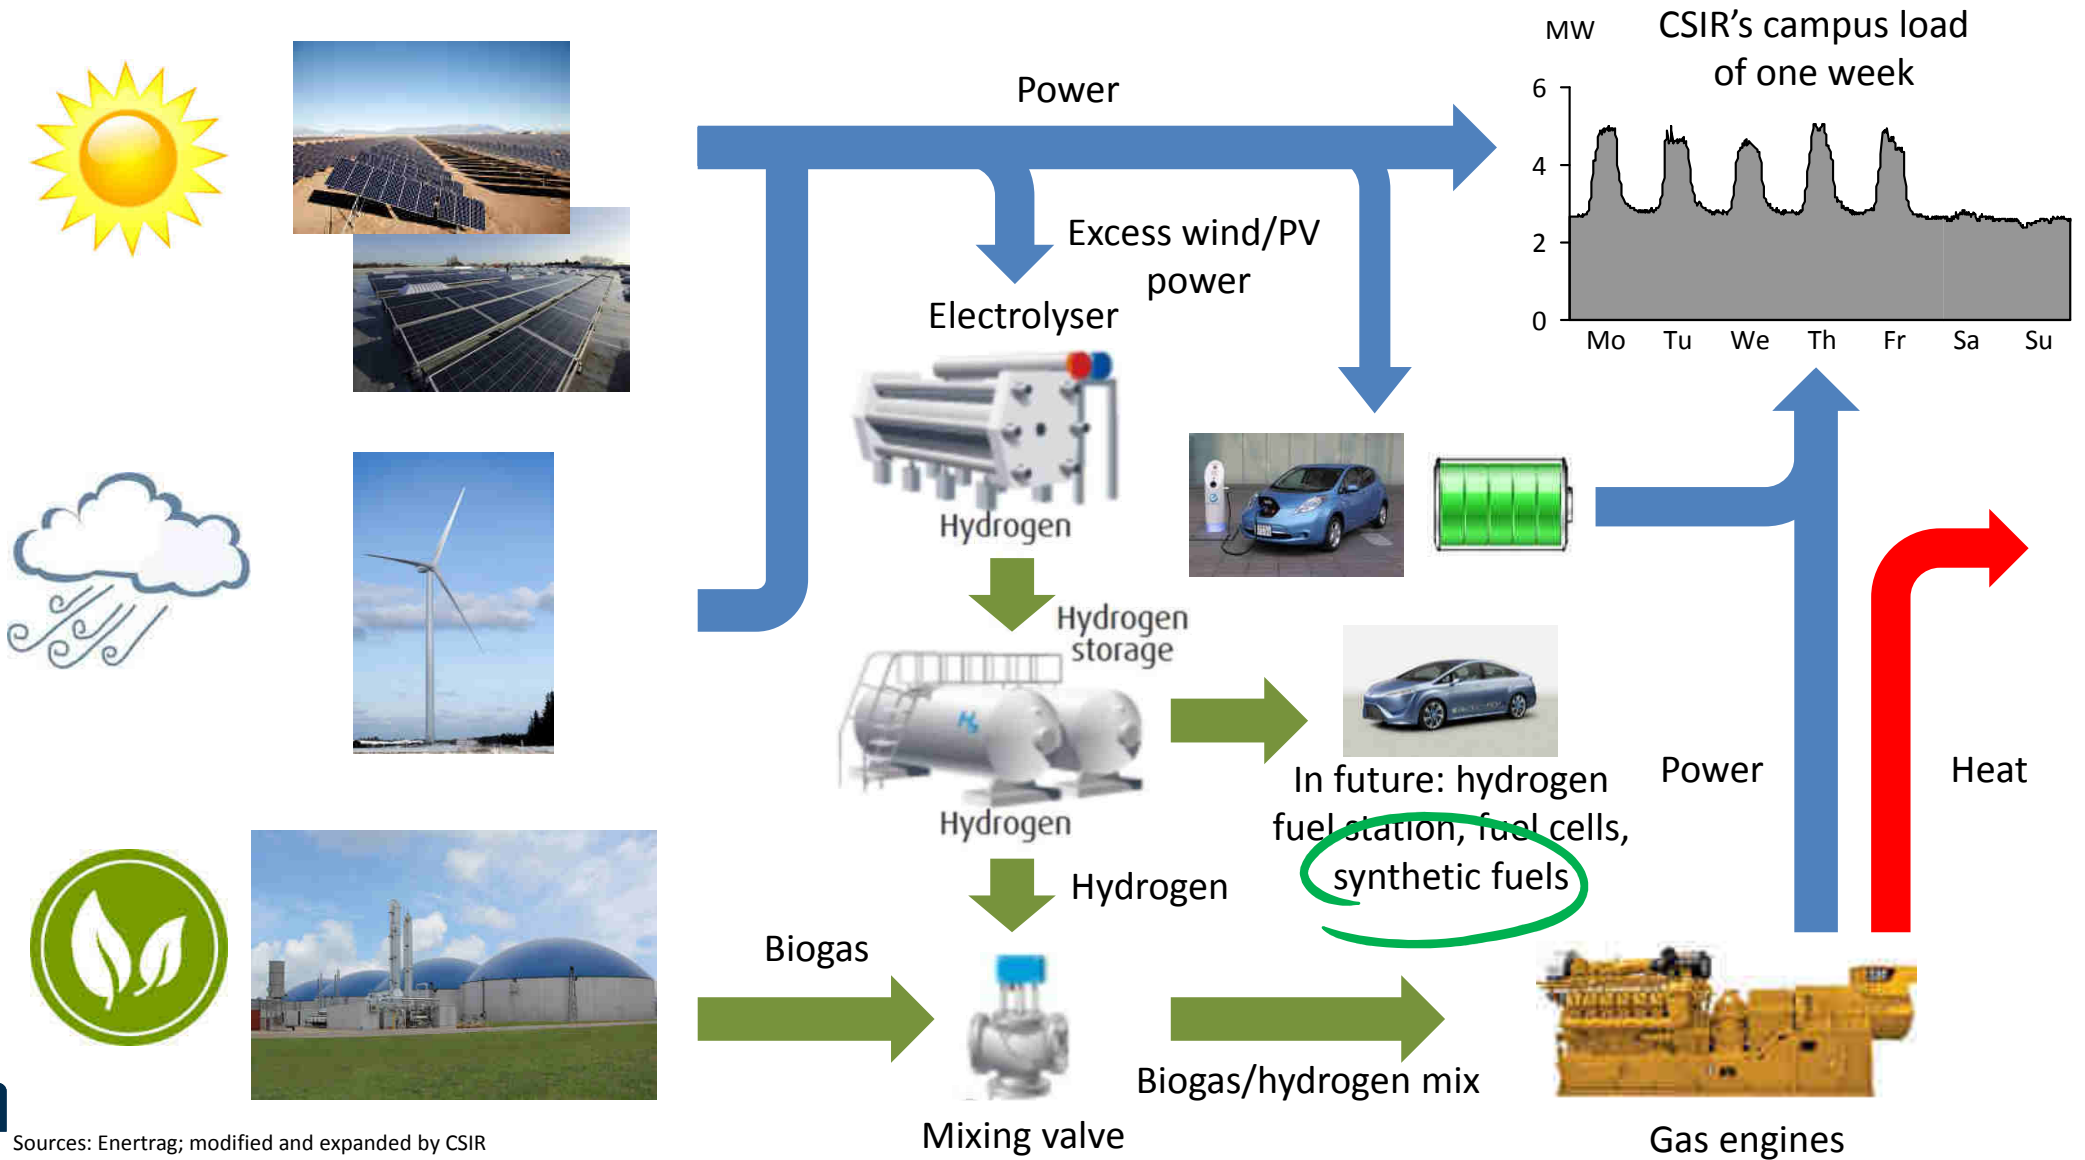 MW
CSIR’s campus load
of one week
6
4
2
0
Mo Tu We Th Fr Sa Su
Power
Excess wind/PV
power
Electrolyser
Hydrogen
Hydrogen
storage
Hydrogen
In future: hydrogen
fuel station, fuel cells,
synthetic fuels
Power
Heat
Hydrogen
Biogas
Biogas/hydrogen mix
Mixing valve
Gas engines
Sources: Enertrag; modified and expanded by CSIR